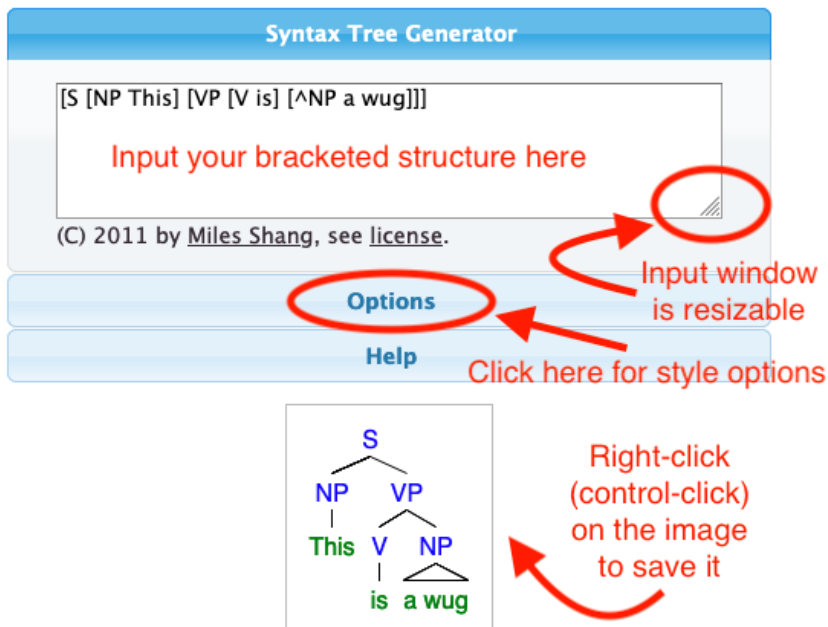 Syntax Tree Generator
[S [NP This] [VP [V is] [^NP a wug]]]
Input your bracketed structure here
(C) 2011 by Miles Shang, see license.
Input window
is resizable
Options
Help
Click here for style options
S
NP VP
This V NP
is a wug
Right-click
(control-click)
on the image
to save it